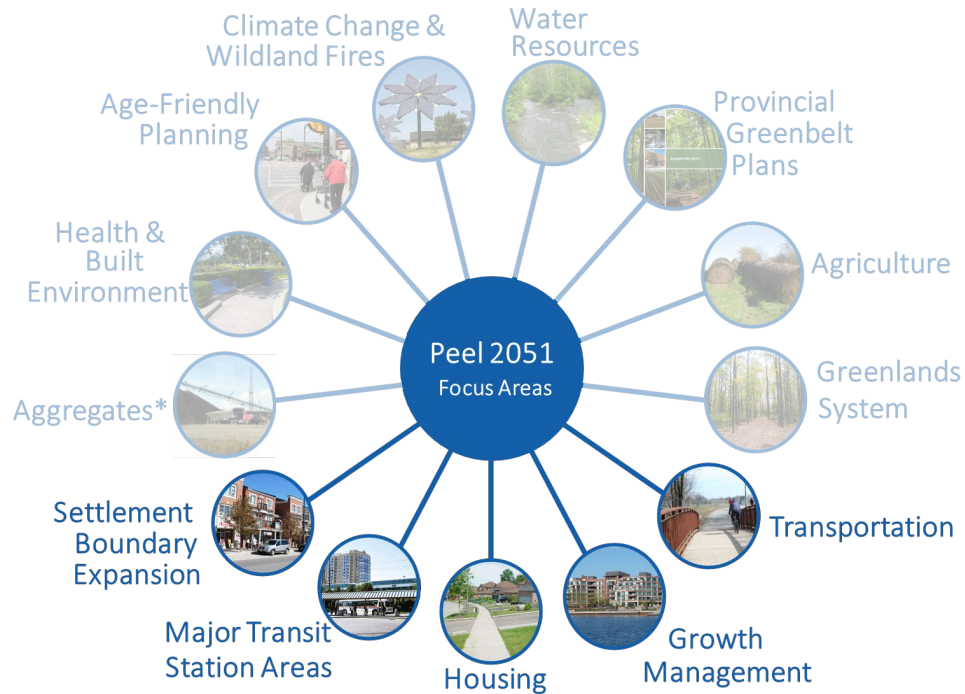 Climate Change &
Wildland Fires
Water
Resources
Age-Friendly
Planning
Provincial
Greenbelt
Plans
Health &
Built
Environment
Agriculture
Peel 2051
Focus Areas
Aggregates*
Greenlands
System
Settlement
Boundary
Expansion
Transportation
Major Transit
Station Areas
Housing
Growth
Management